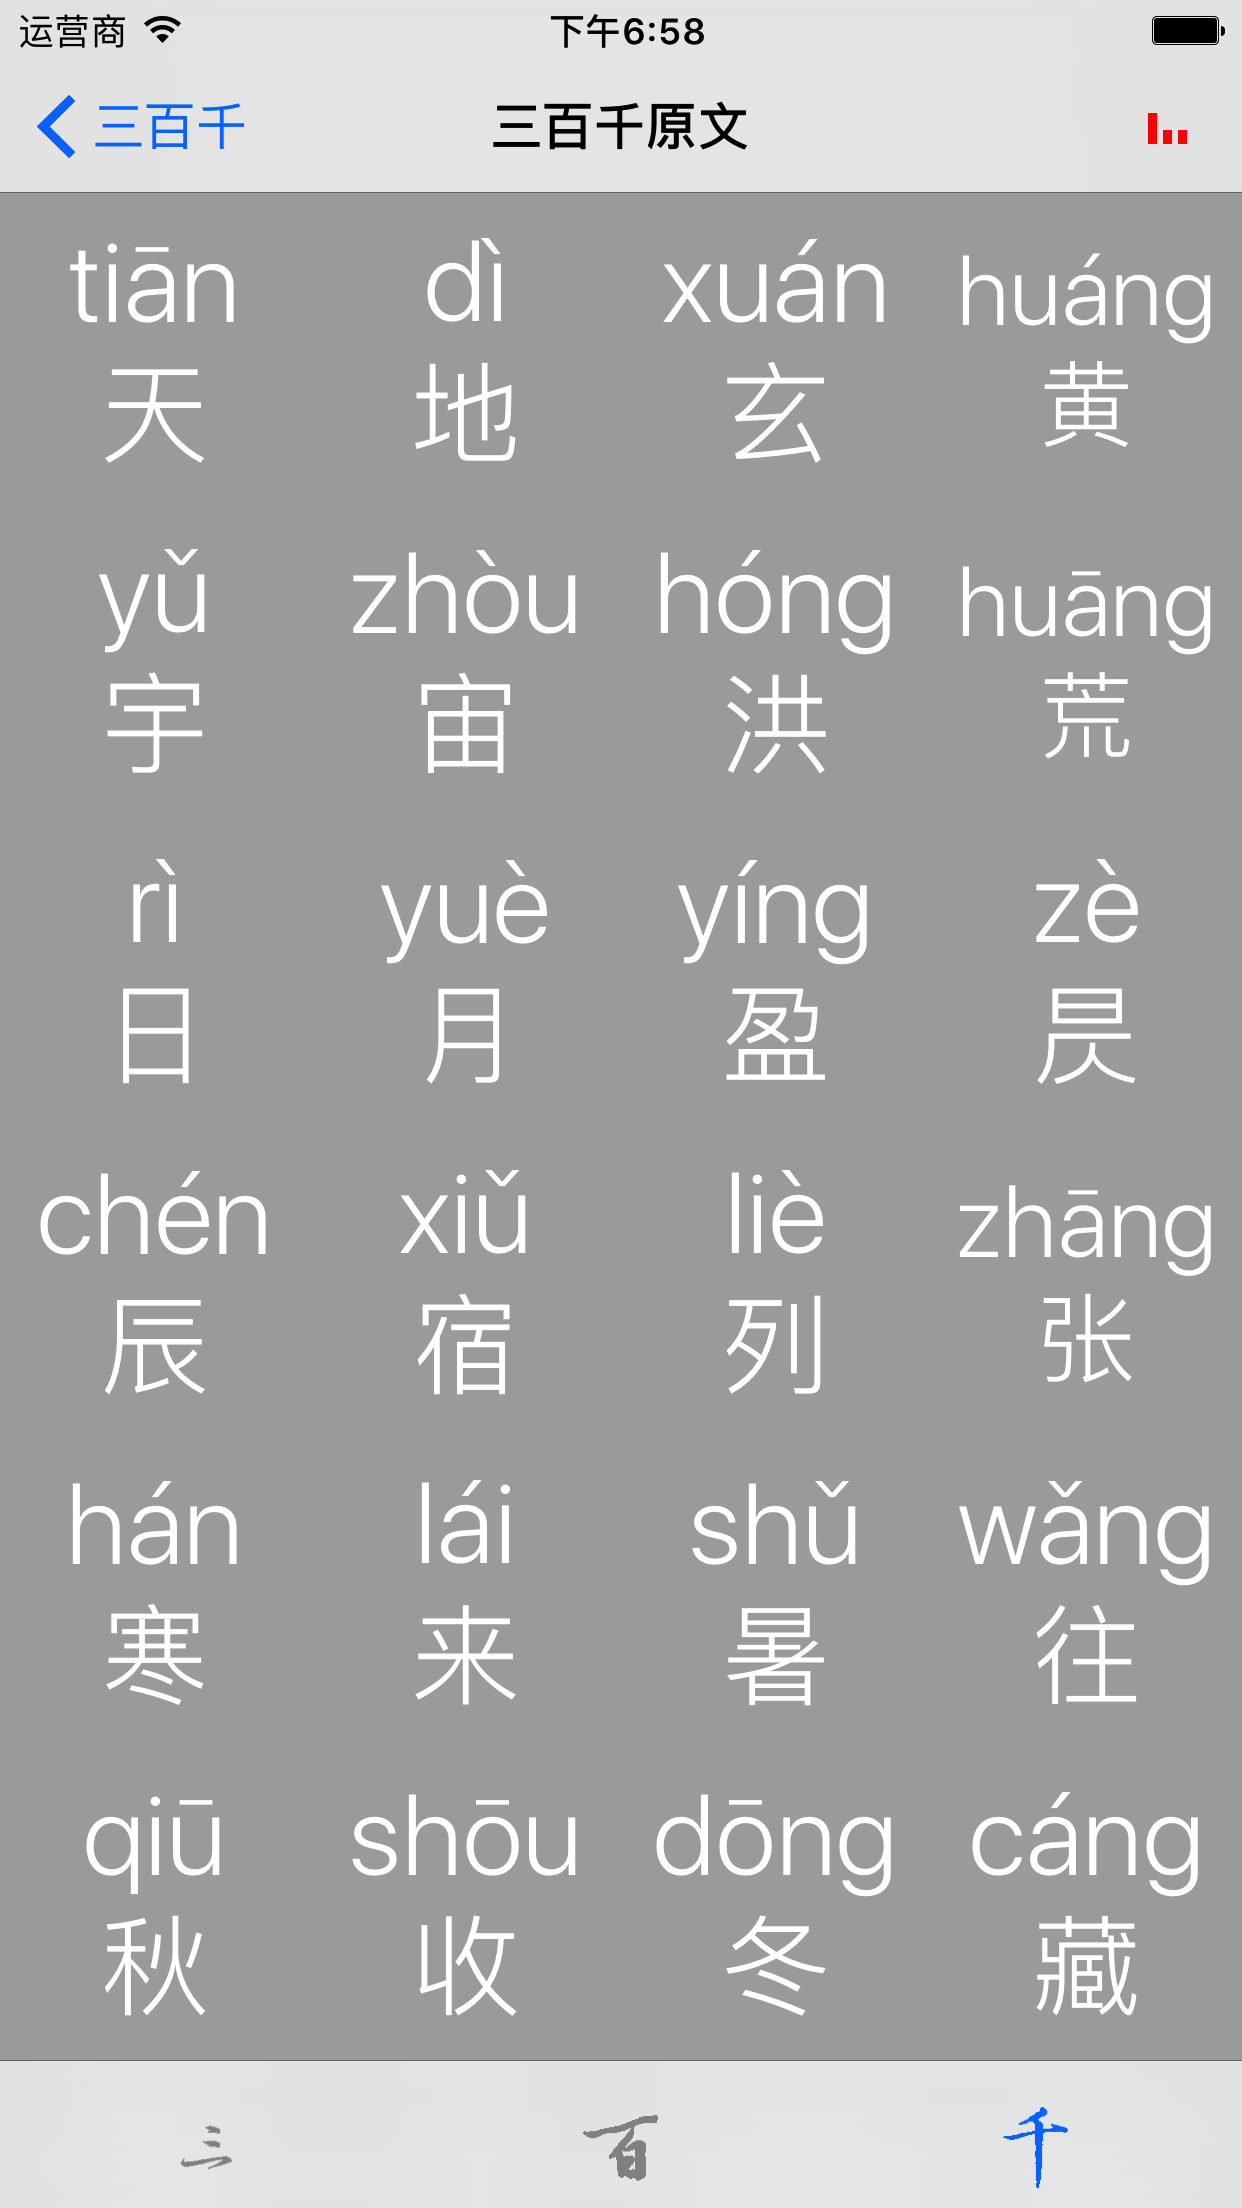 运营商 下午6:58
三百千 三百千原文
tiān dì xuán huáng
天 地 玄 黄
yǔ zhòu hóng huāng
宇 宙 洪 荒
rì yuè yíng zè
日 月 盈 昃
chén xiǔ liè zhāng
辰 宿 列 张
hán lái shǔ wǎng
寒 来 暑 往
qiū shōu dōng cáng
秋 收 冬 藏
三 百 千